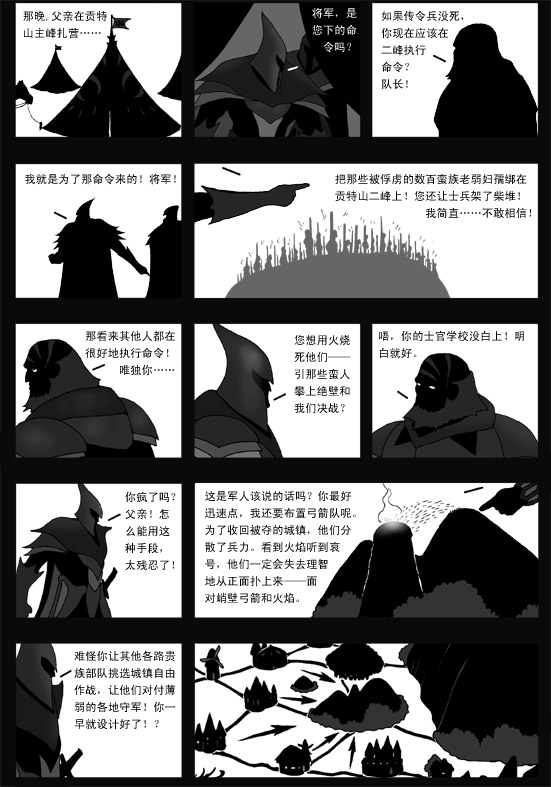 那晚,父亲在贡特
山主峰扎营……
将军，是
您下的命
令吗？
如果传令兵没死，
你现在应该在
二峰执行
命令？
队长！
我就是为了那命令来的！将军！
把那些被俘虏的数百蛮族老弱妇孺绑在
贡特山二峰上！您还让士兵架了柴堆！
我简直……不敢相信！
那看来其他人都在
很好地执行命令！
唯独你……
您想用火烧
死他们——
引那些蛮人
攀上绝壁和
我们决战？
唔，你的士官学校没白上！明
白就好。
你疯了吗？
父亲！怎
么能用这
种手段，
太残忍了！
这是军人该说的话吗？你最好
迅速点，我还要布置弓箭队呢。
为了收回被夺的城镇，他们分
散了兵力。看到火焰听到哀
号，他们一定会失去理智
地从正面扑上来——面
对峭壁弓箭和火焰。
难怪你让其他各路贵
族部队挑选城镇自由
作战，让他们对付薄
弱的各地守军！你一
早就设计好了！？